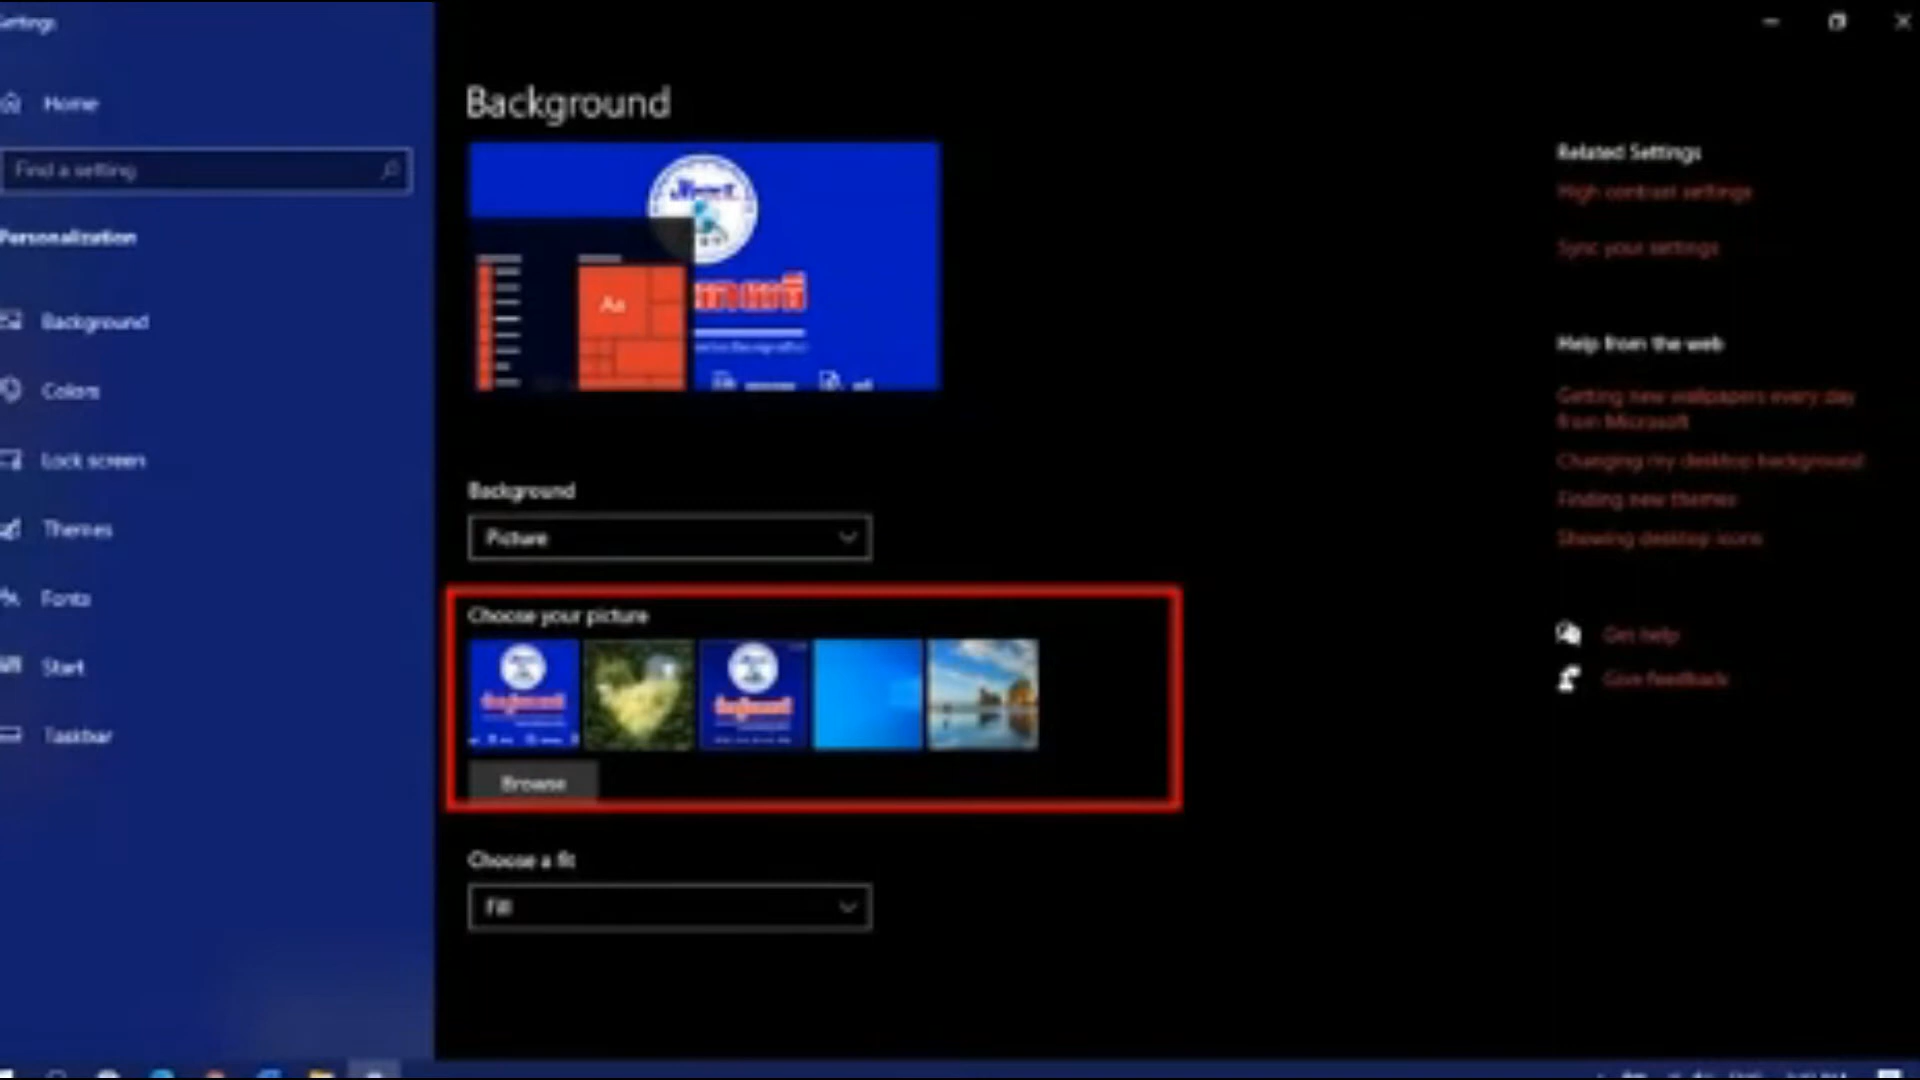 Settings
Home
Find a setting
Personalization
Background
Colors
Lock screen
Themes
Fonts
Start
Taskbar
Background
Aa
Background
Picture
Choose your picture
Browse
Choose a fit
Fill
Related Settings
High contrast settings
Sync your settings
Help from the web
Getting new wallpapers every day
from Microsoft
Changing my desktop background
Finding new themes
Showing desktop icons
Get help
Give feedback